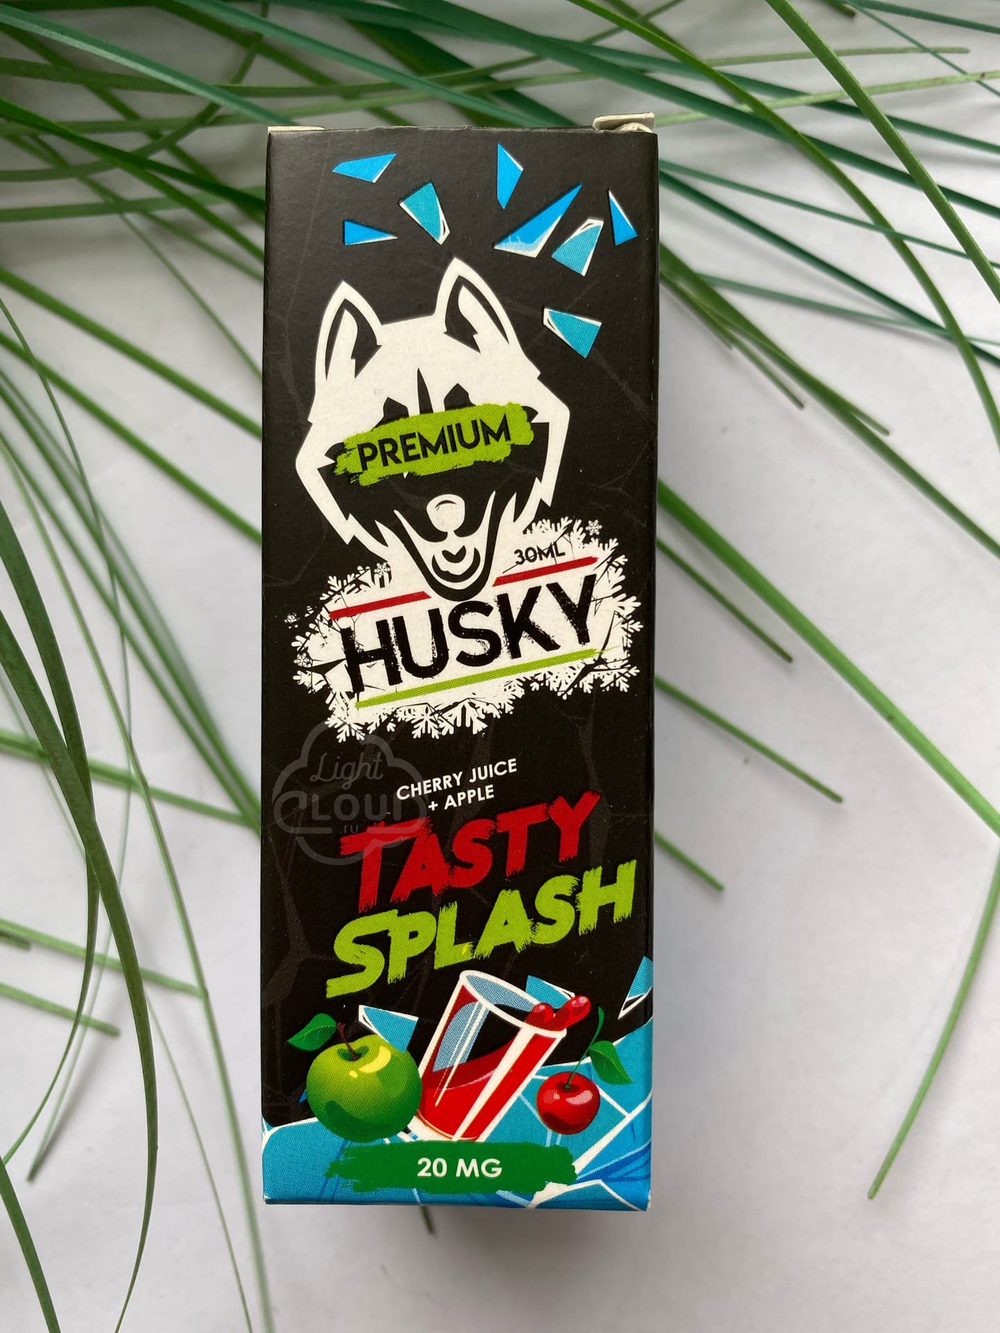 PREMIUM
30ML
HUSKY
Light
CLOUD
.ru
CHERRY JUICE
+ APPLE
TASTY
SPLASH
20 MG